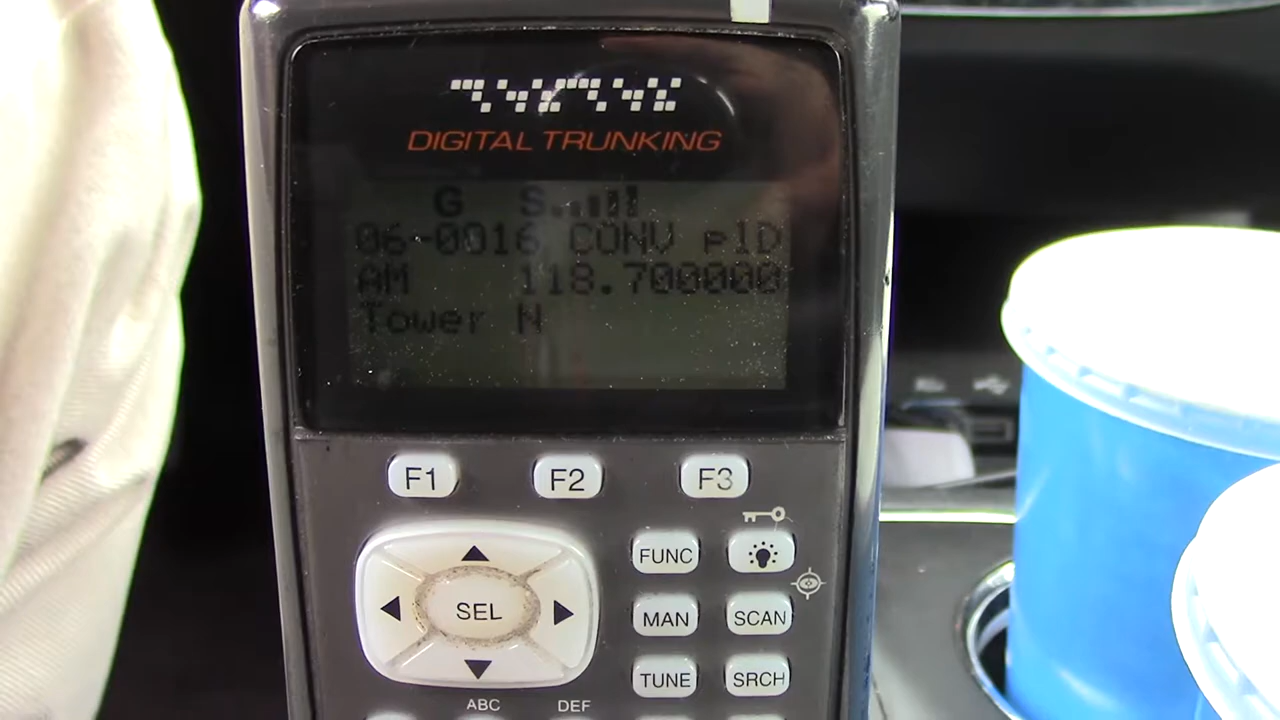 DIGITAL TRUNKING
G S
06-0016 CONV P1D
AM 118.700000
Tower N
F1 F2 F3
FUNC
SEL
MAN SCAN
TUNE SRCH
ABC DEF